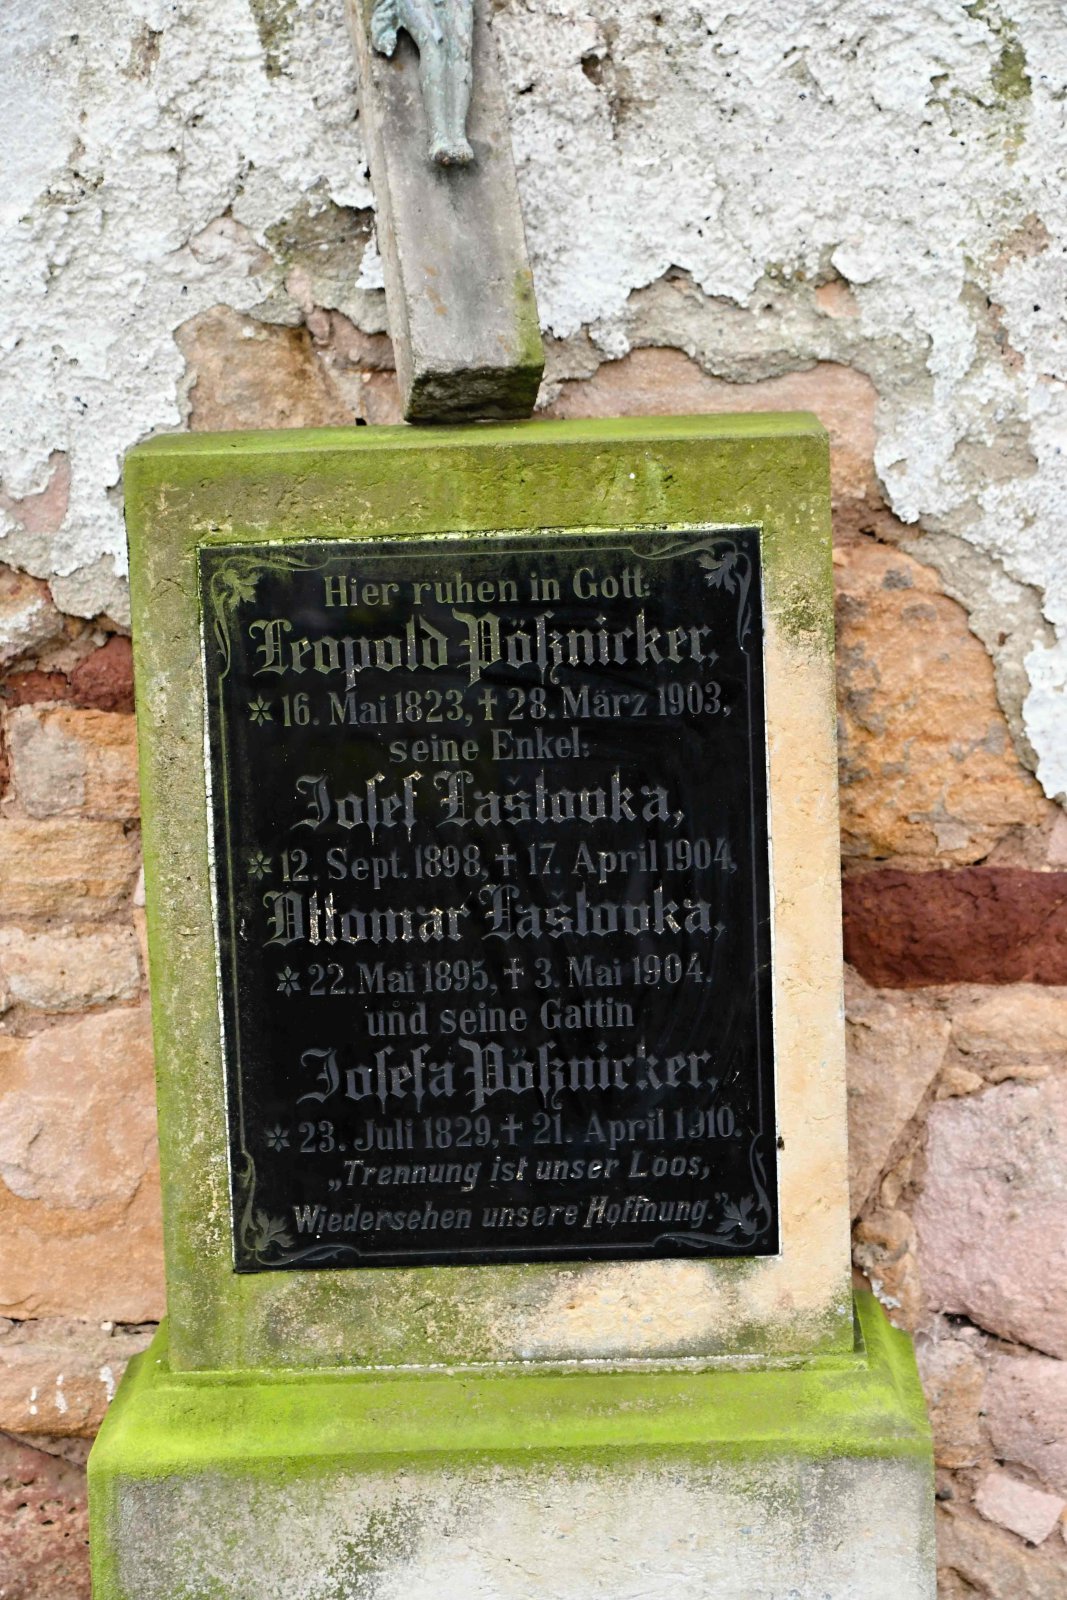 Hier ruhen in Gott:
Leopold Pößnicker,
* 16. Mai 1823, † 28. März 1903,
seine Enkel:
Josef Laštovka,
* 12. Sept. 1898, † 17. April 1904,
Ottomar Laštovka,
* 22. Mai 1895, † 3. Mai 1904.
und seine Gattin
Josefa Pößnicker,
* 23. Juli 1829, † 21. April 1910.
„Trennung ist unser Loos,
Wiedersehen unsere Hoffnung.”